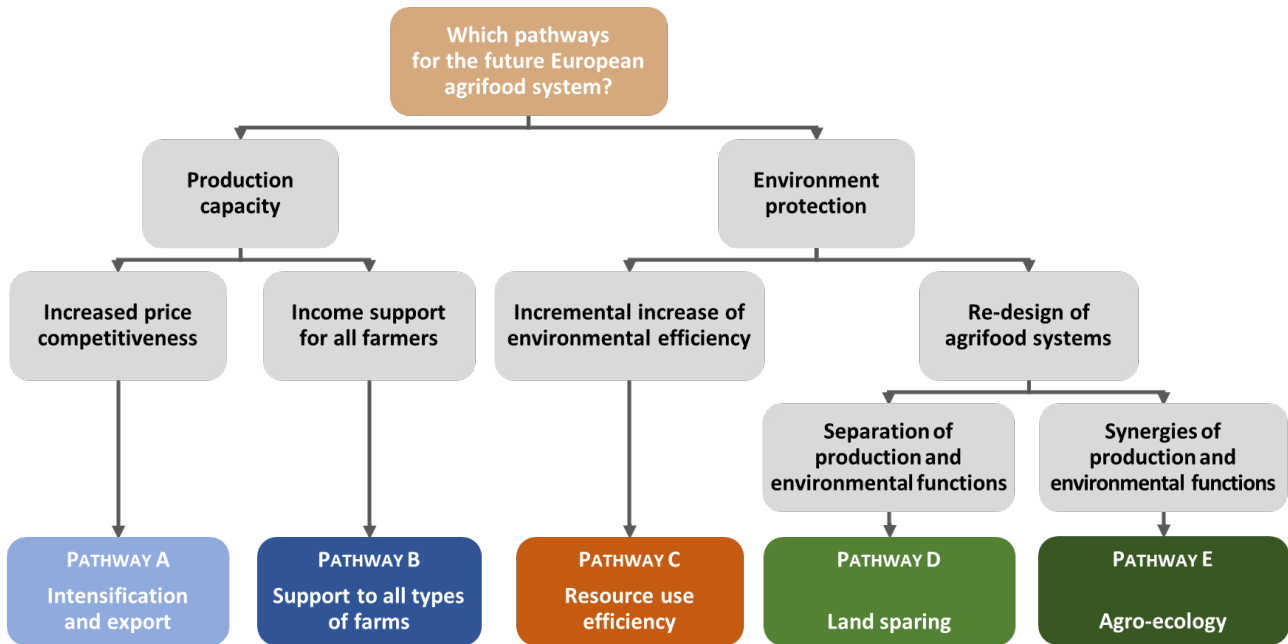 Which pathways
for the future European
agrifood system?
Production
capacity
Environment
protection
Increased price
competitiveness
Income support
for all farmers
Incremental increase of
environmental efficiency
Re-design of
agrifood systems
Separation of
production and
environmental functions
Synergies of
production and
environmental functions
PATHWAY A
Intensification
and export
PATHWAY B
Support to all types
of farms
PATHWAY C
Resource use
efficiency
PATHWAY D
Land sparing
PATHWAY E
Agro-ecology